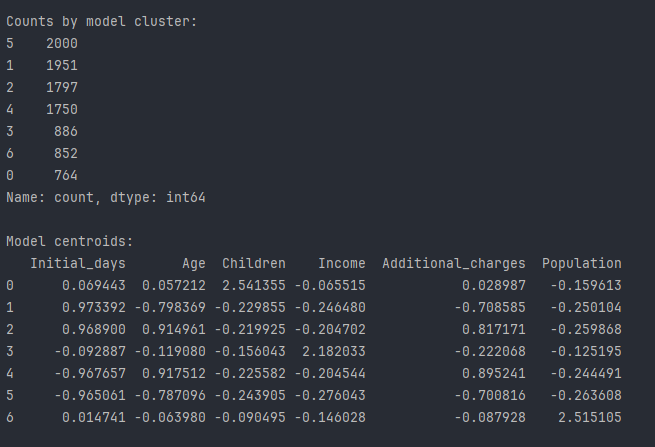 Counts by model cluster:
5    2000
1    1951
2    1797
4    1750
3     886
6     852
0     764
Name: count, dtype: int64

Model centroids:
   Initial_days       Age  Children    Income  Additional_charges  Population
0      0.069443  0.057212  2.541355 -0.065515            0.028987   -0.159613
1      0.973392 -0.798369 -0.229855 -0.246480           -0.708585   -0.250104
2      0.968900  0.914961 -0.219925 -0.204702            0.817171   -0.259868
3     -0.092887 -0.119080 -0.156043  2.182033           -0.222068   -0.125195
4     -0.967657  0.917512 -0.225582 -0.204544            0.895241   -0.244491
5     -0.965061 -0.787096 -0.243905 -0.276043           -0.700816   -0.263608
6      0.014741 -0.063980 -0.090495 -0.146028           -0.087928    2.515105